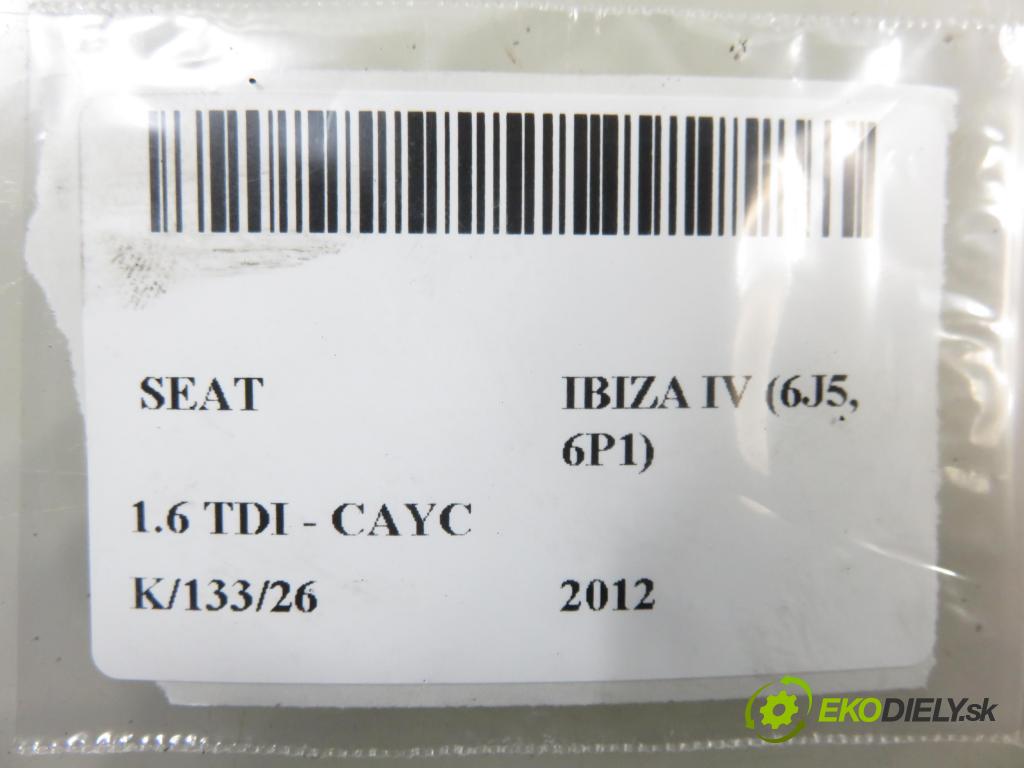 SEAT IBIZA IV (6J5,
6P1)
1.6 TDI - CAYC
K/133/26 2012
EKODIELY.sk